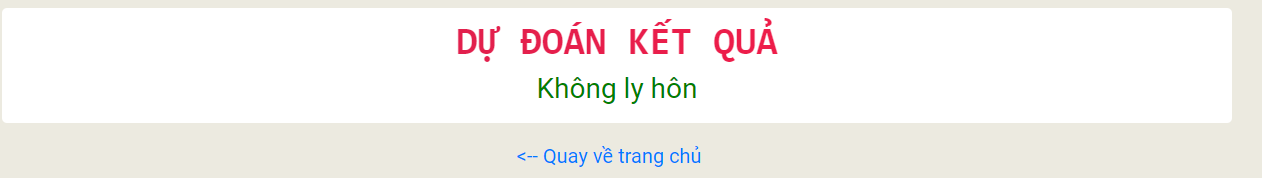 DỰ ĐOÁN KẾT QUẢ
Không ly hôn
<-- Quay về trang chủ